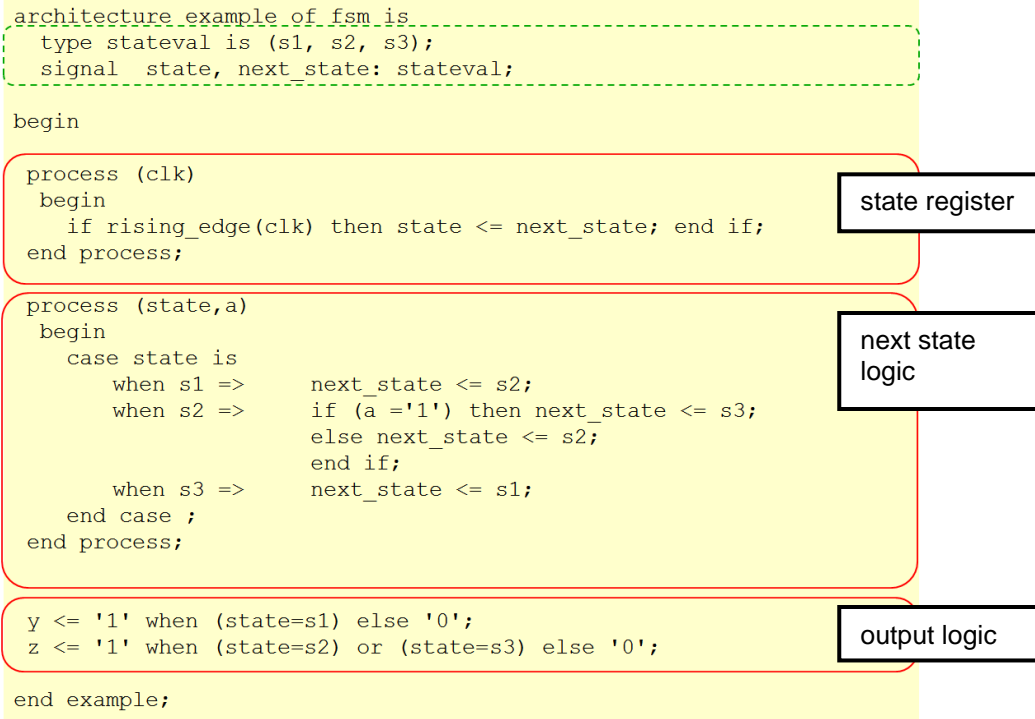 architecture example of fsm is
type stateval is (s1, s2, s3);
signal  state, next_state: stateval;
begin
process (clk)
begin
if rising_edge(clk) then state <= next_state; end if;
end process;
state register
process (state,a)
begin
case state is
when s1 =>     next_state <= s2;
when s2 =>     if (a ='1') then next_state <= s3;
else next_state <= s2;
end if;
when s3 =>     next_state <= s1;
end case ;
end process;
next state
logic
y <= '1' when (state=s1) else '0';
z <= '1' when (state=s2) or (state=s3) else '0';
output logic
end example;